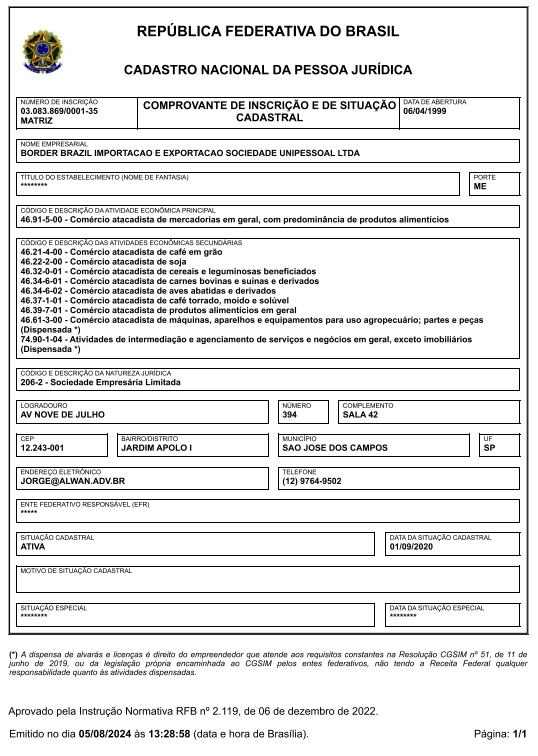 REPÚBLICA FEDERATIVA DO BRASIL
CADASTRO NACIONAL DA PESSOA JURÍDICA
NÚMERO DE INSCRIÇÃO
03.083.869/0001-35
MATRIZ
COMPROVANTE DE INSCRIÇÃO E DE SITUAÇÃO
CADASTRAL
DATA DE ABERTURA
06/04/1999
NOME EMPRESARIAL
BORDER BRAZIL IMPORTACAO E EXPORTACAO SOCIEDADE UNIPESSOAL LTDA
TÍTULO DO ESTABELECIMENTO (NOME DE FANTASIA)
********
PORTE
ME
CÓDIGO E DESCRIÇÃO DA ATIVIDADE ECONÔMICA PRINCIPAL
46.91-5-00 - Comércio atacadista de mercadorias em geral, com predominância de produtos alimentícios
CÓDIGO E DESCRIÇÃO DAS ATIVIDADES ECONÔMICAS SECUNDÁRIAS
46.21-4-00 - Comércio atacadista de café em grão
46.22-2-00 - Comércio atacadista de soja
46.32-0-01 - Comércio atacadista de cereais e leguminosas beneficiados
46.34-6-01 - Comércio atacadista de carnes bovinas e suínas e derivados
46.34-6-02 - Comércio atacadista de aves abatidas e derivados
46.37-1-01 - Comércio atacadista de café torrado, moído e solúvel
46.39-7-01 - Comércio atacadista de produtos alimentícios em geral
46.61-3-00 - Comércio atacadista de máquinas, aparelhos e equipamentos para uso agropecuário; partes e peças
(Dispensada *)
74.90-1-04 - Atividades de intermediação e agenciamento de serviços e negócios em geral, exceto imobiliários
(Dispensada *)
CÓDIGO E DESCRIÇÃO DA NATUREZA JURÍDICA
206-2 - Sociedade Empresária Limitada
LOGRADOURO
AV NOVE DE JULHO
NÚMERO
394
COMPLEMENTO
SALA 42
CEP
12.243-001
BAIRRO/DISTRITO
JARDIM APOLO I
MUNICÍPIO
SAO JOSE DOS CAMPOS
UF
SP
ENDEREÇO ELETRÔNICO
JORGE@ALWAN.ADV.BR
TELEFONE
(12) 9764-9502
ENTE FEDERATIVO RESPONSÁVEL (EFR)
*****
SITUAÇÃO CADASTRAL
ATIVA
DATA DA SITUAÇÃO CADASTRAL
01/09/2020
MOTIVO DE SITUAÇÃO CADASTRAL
SITUAÇÃO ESPECIAL
********
DATA DA SITUAÇÃO ESPECIAL
********
(*) A dispensa de alvarás e licenças é direito do empreendedor que atende aos requisitos constantes na Resolução CGSIM nº 51, de 11 de
junho de 2019, ou da legislação própria encaminhada ao CGSIM pelos entes federativos, não tendo a Receita Federal qualquer
responsabilidade quanto às atividades dispensadas.
Aprovado pela Instrução Normativa RFB nº 2.119, de 06 de dezembro de 2022.
Emitido no dia 05/08/2024 às 13:28:58 (data e hora de Brasília).
Página: 1/1